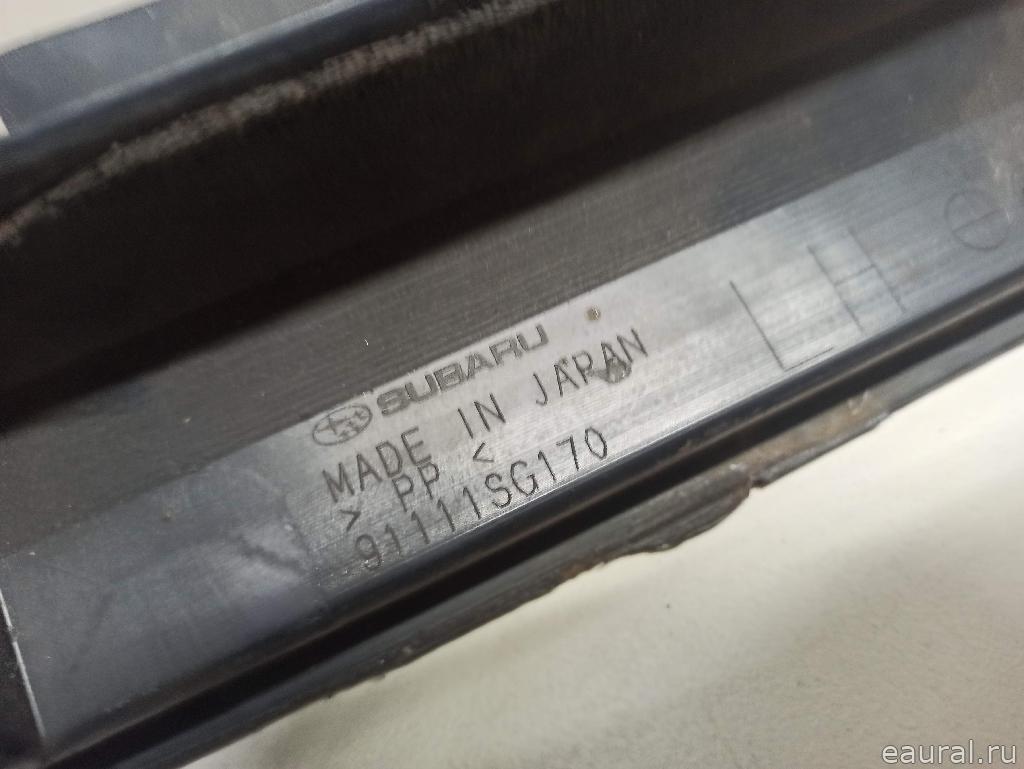 SUBARU
MADE IN JAPAN
> PP <
91111SG170
LH
eaural.ru